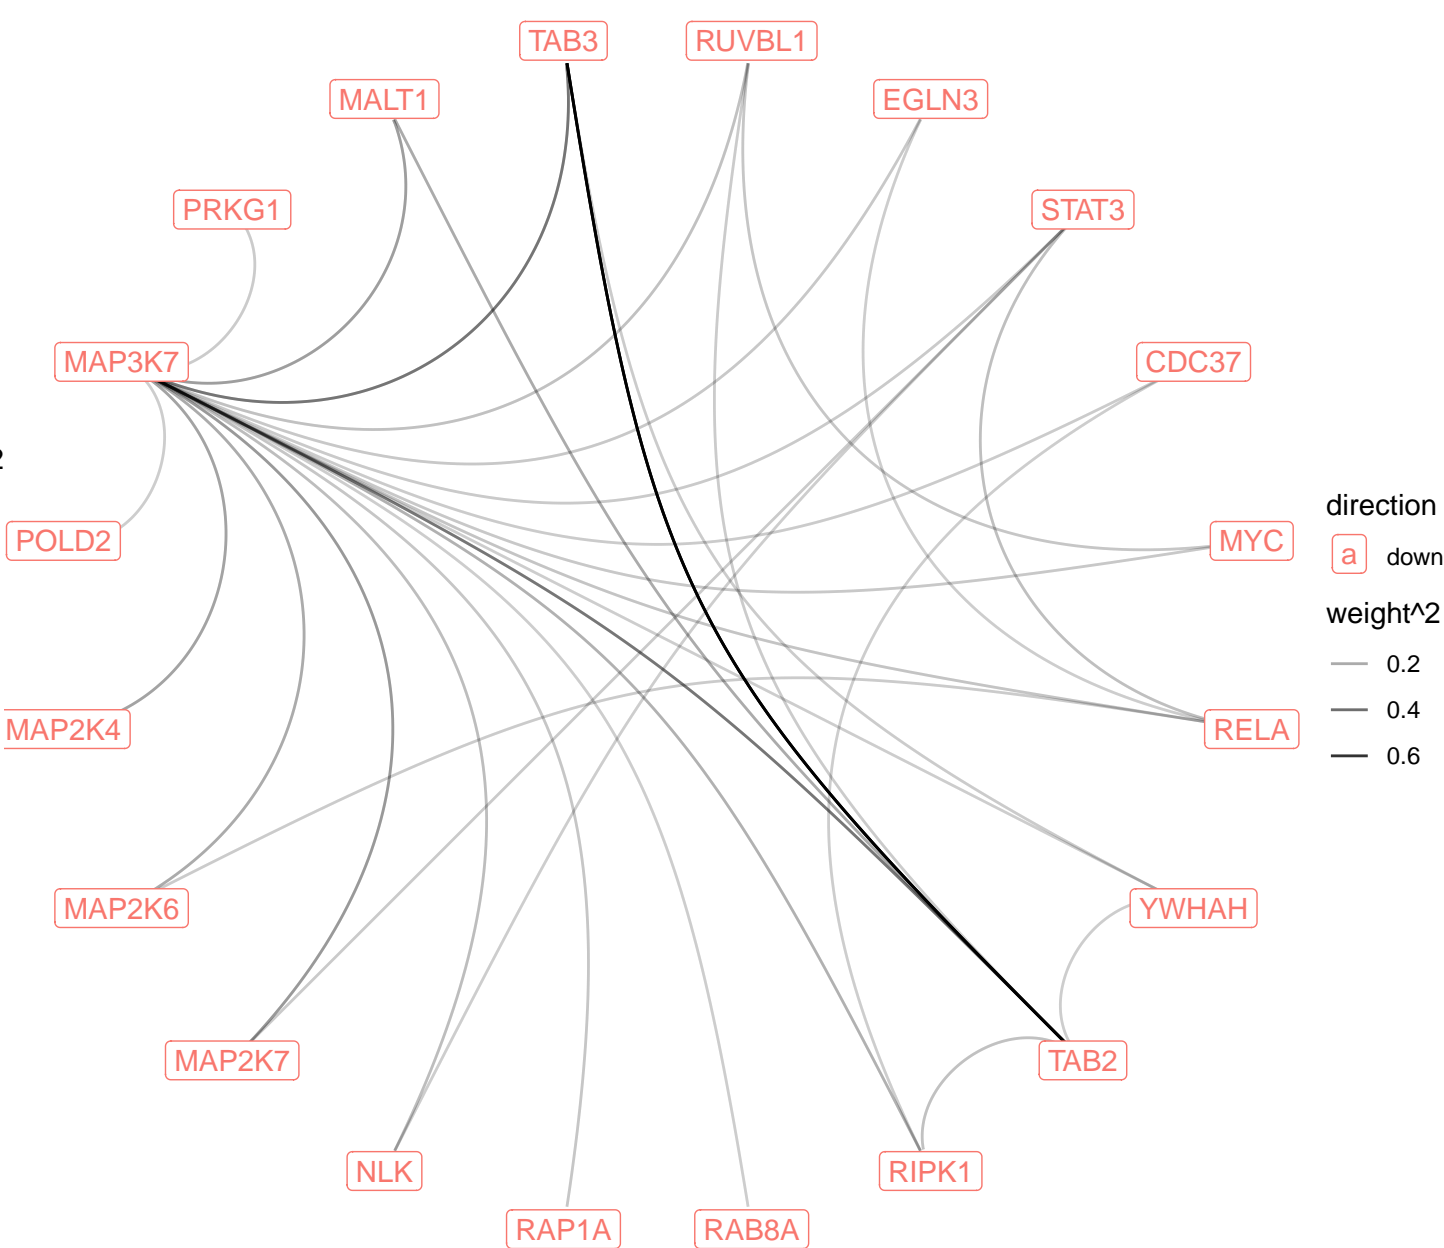 TAB3
RUVBL1
MALT1
EGLN3
PRKG1
STAT3
MAP3K7
CDC37
2
direction
POLD2
MYC
a down
weight^2
0.2
0.4
MAP2K4
RELA
0.6
MAP2K6
YWHAH
MAP2K7
TAB2
NLK
RIPK1
RAP1A
RAB8A